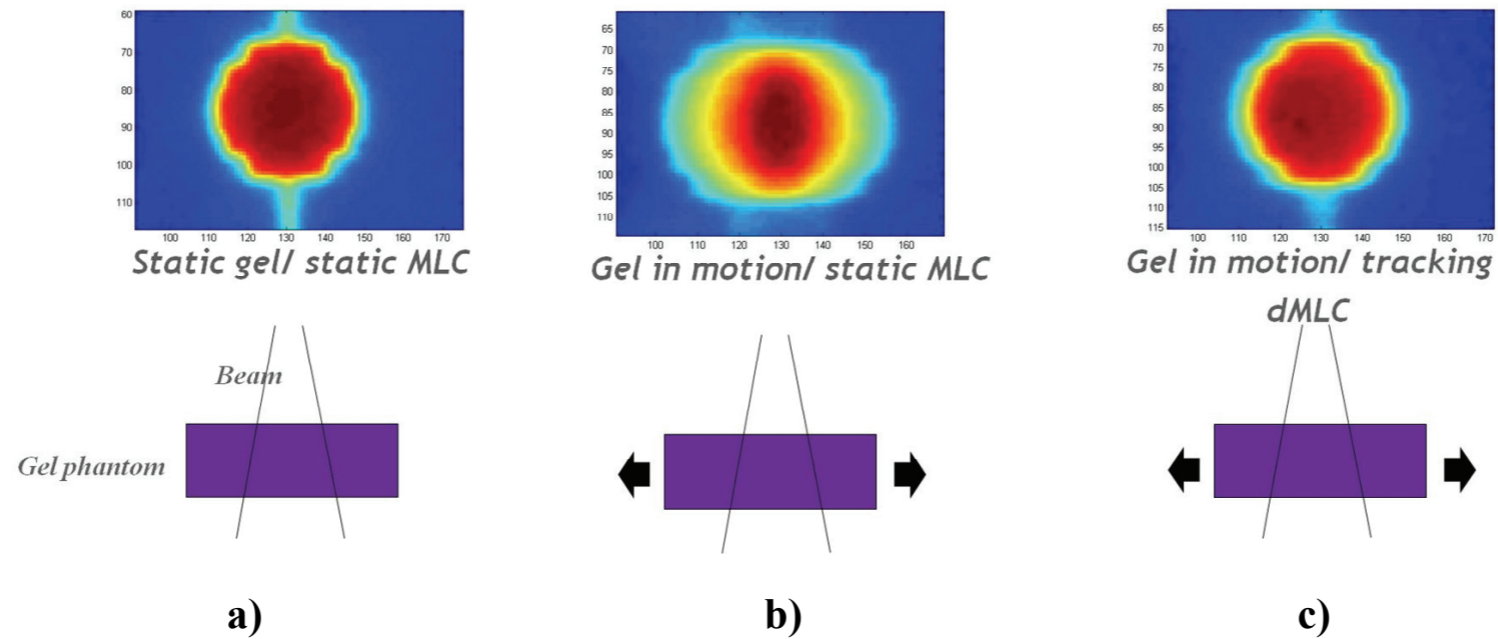 60
70
80
90
100
110
100 110 120 130 140 150 160 170
Static gel/ static MLC
65
70
75
80
85
90
95
100
105
110
100 110 120 130 140 150 160
Gel in motion/ static MLC
65
70
75
80
85
90
95
100
105
110
115
100 110 120 130 140 150 160 170
Gel in motion/ tracking
dMLC
Beam
Gel phantom
a)
b)
c)